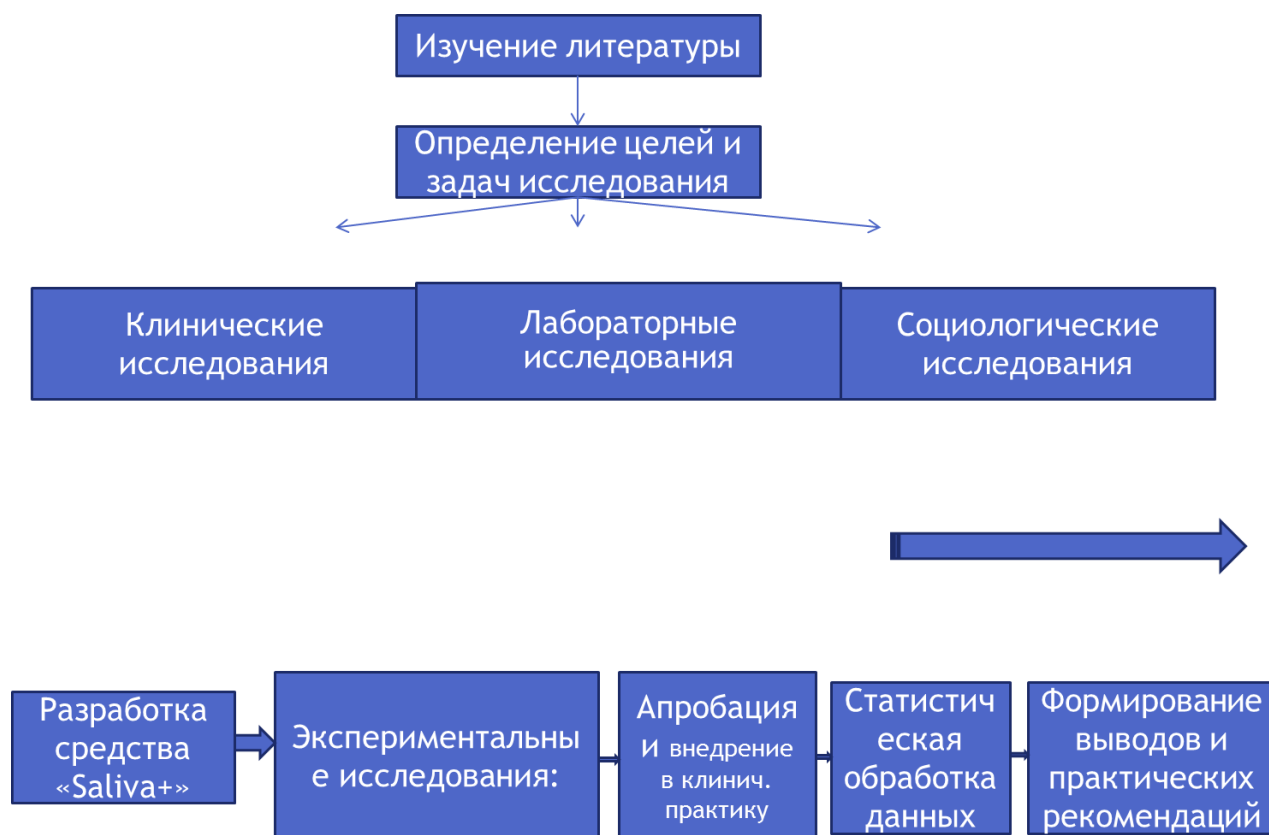 Изучение литературы
Определение целей и
задач исследования
Клинические
исследования
Лабораторные
исследования
Социологические
исследования
Разработка
средства
«Saliva+»
Экспериментальны
е исследования:
Апробация
и внедрение
в клинич.
практику
Статистич
еская
обработка
данных
Формирование
выводов и
практических
рекомендаций